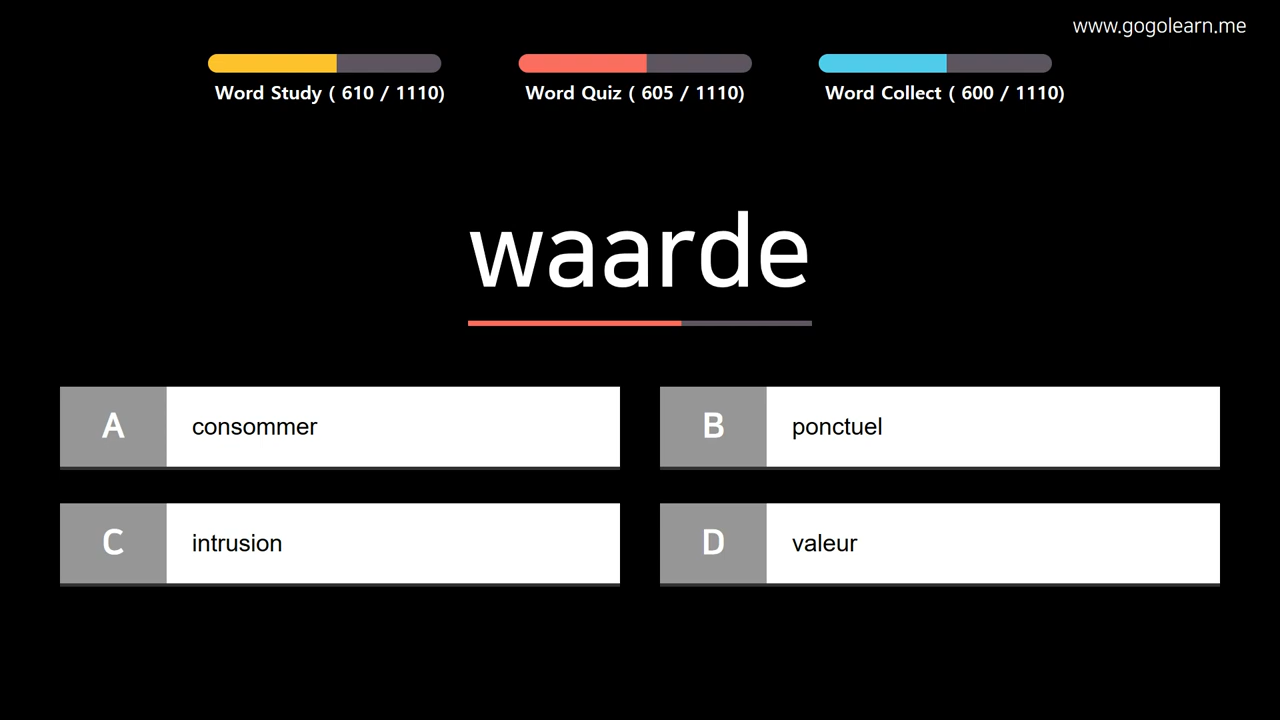 www.gogolearn.me
Word Study ( 610 / 1110)
Word Quiz ( 605 / 1110)
Word Collect ( 600 / 1110)
waarde
A
consommer
B
ponctuel
C
intrusion
D
valeur